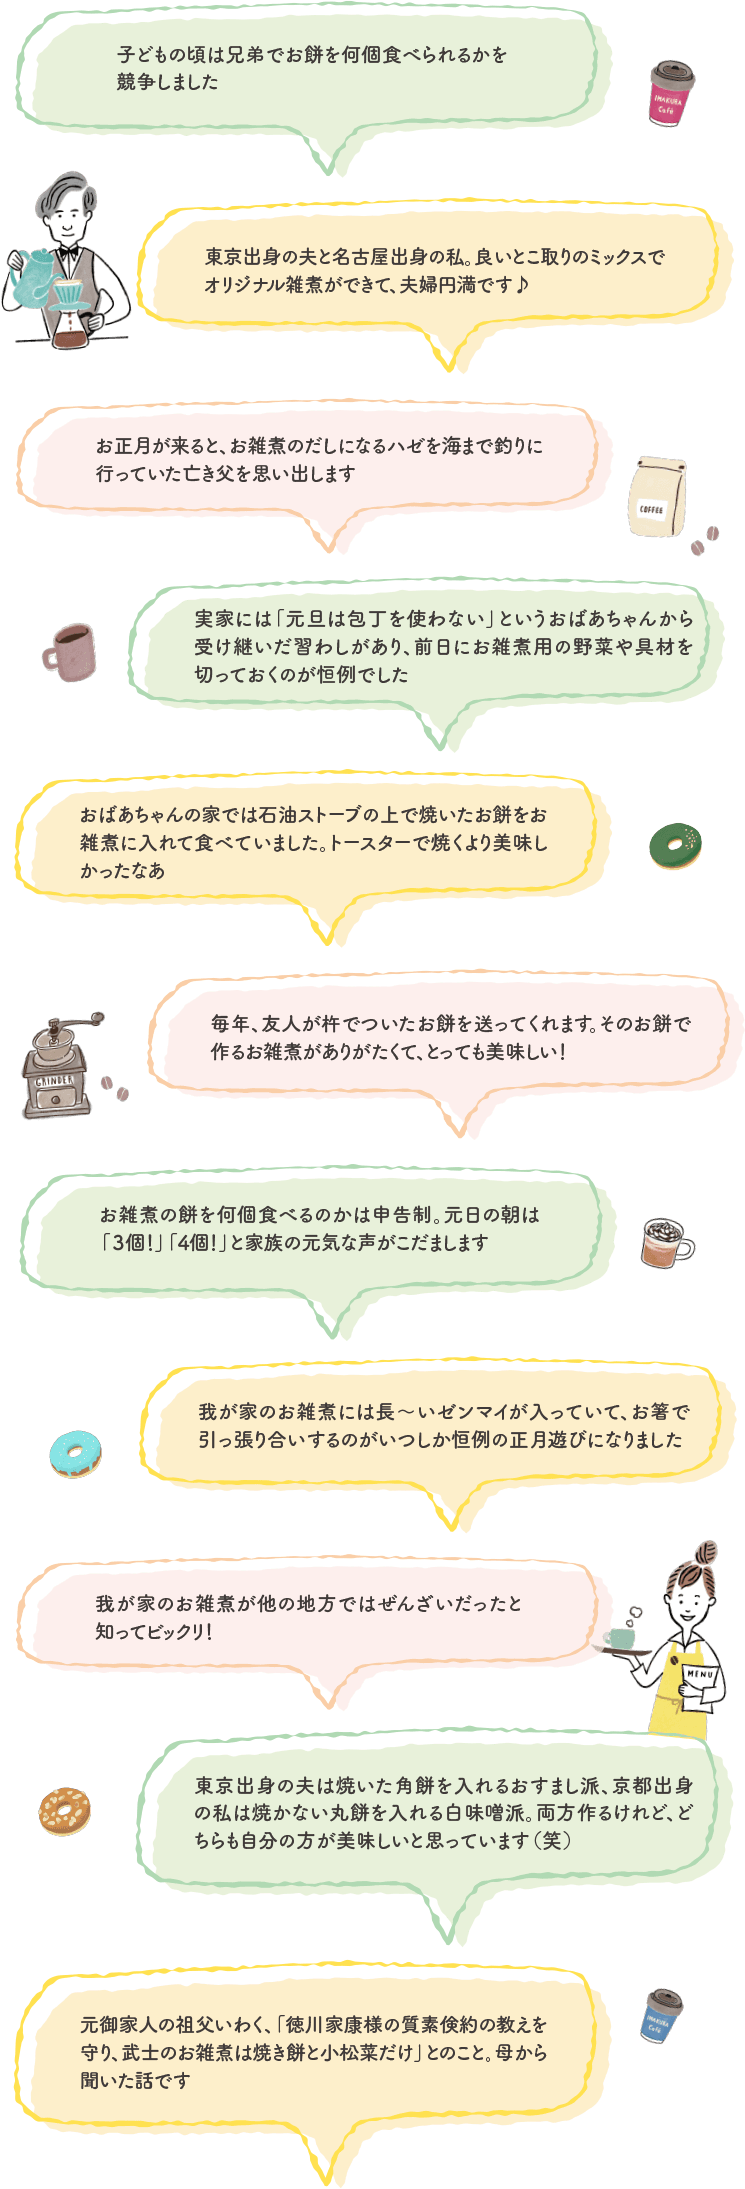 子どもの頃は兄弟でお餅を何個食べられるかを
競争しました
IMAKURA
Café
東京出身の夫と名古屋出身の私。良いとこ取りのミックスで
オリジナル雑煮ができて、夫婦円満です♪
お正月が来ると、お雑煮のだしになるハゼを海まで釣りに
行っていた亡き父を思い出します
COFFEE
実家には「元旦は包丁を使わない」というおばあちゃんから
受け継いだ習わしがあり、前日にお雑煮用の野菜や具材を
切っておくのが恒例でした
おばあちゃんの家では石油ストーブの上で焼いたお餅をお
雑煮に入れて食べていました。トースターで焼くより美味し
かったなあ
毎年、友人が杵でついたお餅を送ってくれます。そのお餅で
作るお雑煮がありがたくて、とっても美味しい！
GRINDER
お雑煮の餅を何個食べるのかは申告制。元日の朝は
「3個！」「4個！」と家族の元気な声がこだまします
我が家のお雑煮には長〜いゼンマイが入っていて、お箸で
引っ張り合いするのがいつしか恒例の正月遊びになりました
我が家のお雑煮が他の地方ではぜんざいだったと
知ってビックリ！
MENU
東京出身の夫は焼いた角餅を入れるおすまし派、京都出身
の私は焼かない丸餅を入れる白味噌派。両方作るけれど、ど
ちらも自分の方が美味しいと思っています（笑）
元御家人の祖父いわく、「徳川家康様の質素倹約の教えを
守り、武士のお雑煮は焼き餅と小松菜だけ」とのこと。母から
聞いた話です
IMAKURA
Café